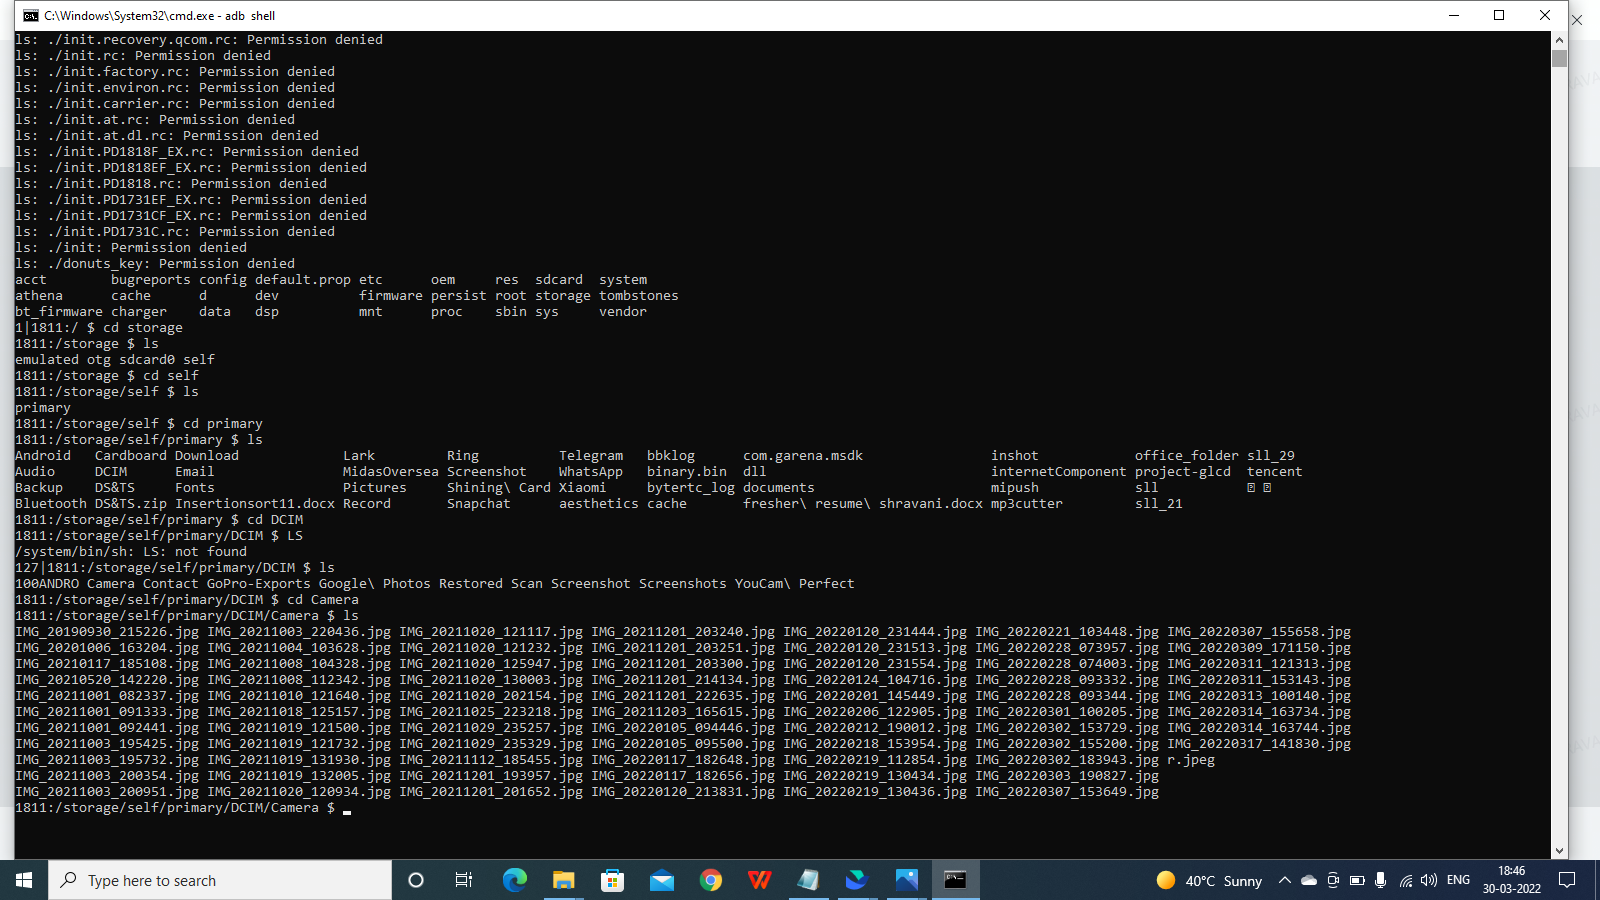 C:\Windows\System32\cmd.exe - adb  shell
ls: ./init.recovery.qcom.rc: Permission denied
ls: ./init.rc: Permission denied
ls: ./init.factory.rc: Permission denied
ls: ./init.environ.rc: Permission denied
ls: ./init.carrier.rc: Permission denied
ls: ./init.at.rc: Permission denied
ls: ./init.at.dl.rc: Permission denied
ls: ./init.PD1818F_EX.rc: Permission denied
ls: ./init.PD1818EF_EX.rc: Permission denied
ls: ./init.PD1818.rc: Permission denied
ls: ./init.PD1731EF_EX.rc: Permission denied
ls: ./init.PD1731CF_EX.rc: Permission denied
ls: ./init.PD1731C.rc: Permission denied
ls: ./init: Permission denied
ls: ./donuts_key: Permission denied
acct        bugreports config default.prop etc      oem     res  sdcard  system
athena      cache      d      dev          firmware persist root storage tombstones
bt_firmware charger    data   dsp          mnt      proc    sbin sys     vendor
1|1811:/ $ cd storage
1811:/storage $ ls
emulated otg sdcard0 self
1811:/storage $ cd self
1811:/storage/self $ ls
primary
1811:/storage/self $ cd primary
1811:/storage/self/primary $ ls
Android   Cardboard Download             Lark         Ring          Telegram   bbklog      com.garena.msdk                inshot            office_folder sll_29
Audio     DCIM      Email                MidasOversea Screenshot    WhatsApp   binary.bin  dll                            internetComponent project-glcd  tencent
Backup    DS&TS     Fonts                Pictures     Shining\ Card Xiaomi     bytertc_log documents                      mipush            sll
Bluetooth DS&TS.zip Insertionsort11.docx Record       Snapchat      aesthetics cache       fresher\ resume\ shravani.docx mp3cutter         sll_21
1811:/storage/self/primary $ cd DCIM
1811:/storage/self/primary/DCIM $ LS
/system/bin/sh: LS: not found
127|1811:/storage/self/primary/DCIM $ ls
100ANDRO Camera Contact GoPro-Exports Google\ Photos Restored Scan Screenshot Screenshots YouCam\ Perfect
1811:/storage/self/primary/DCIM $ cd Camera
1811:/storage/self/primary/DCIM/Camera $ ls
IMG_20190930_215226.jpg IMG_20211003_220436.jpg IMG_20211020_121117.jpg IMG_20211201_203240.jpg IMG_20220120_231444.jpg IMG_20220221_103448.jpg IMG_20220307_155658.jpg
IMG_20201006_163204.jpg IMG_20211004_103628.jpg IMG_20211020_121232.jpg IMG_20211201_203251.jpg IMG_20220120_231513.jpg IMG_20220228_073957.jpg IMG_20220309_171150.jpg
IMG_20210117_185108.jpg IMG_20211008_104328.jpg IMG_20211020_125947.jpg IMG_20211201_203300.jpg IMG_20220120_231554.jpg IMG_20220228_074003.jpg IMG_20220311_121313.jpg
IMG_20210520_142220.jpg IMG_20211008_112342.jpg IMG_20211020_130003.jpg IMG_20211201_214134.jpg IMG_20220124_104716.jpg IMG_20220228_093332.jpg IMG_20220311_153143.jpg
IMG_20211001_082337.jpg IMG_20211010_121640.jpg IMG_20211020_202154.jpg IMG_20211201_222635.jpg IMG_20220201_145449.jpg IMG_20220228_093344.jpg IMG_20220313_100140.jpg
IMG_20211001_091333.jpg IMG_20211018_125157.jpg IMG_20211025_223218.jpg IMG_20211203_165615.jpg IMG_20220206_122905.jpg IMG_20220301_100205.jpg IMG_20220314_163734.jpg
IMG_20211001_092441.jpg IMG_20211019_121500.jpg IMG_20211029_235257.jpg IMG_20220105_094446.jpg IMG_20220212_190012.jpg IMG_20220302_153729.jpg IMG_20220314_163744.jpg
IMG_20211003_195425.jpg IMG_20211019_121732.jpg IMG_20211029_235329.jpg IMG_20220105_095500.jpg IMG_20220218_153954.jpg IMG_20220302_155200.jpg IMG_20220317_141830.jpg
IMG_20211003_195732.jpg IMG_20211019_131930.jpg IMG_20211112_185455.jpg IMG_20220117_182648.jpg IMG_20220219_112854.jpg IMG_20220302_183943.jpg r.jpeg
IMG_20211003_200354.jpg IMG_20211019_132005.jpg IMG_20211201_193957.jpg IMG_20220117_182656.jpg IMG_20220219_130434.jpg IMG_20220303_190827.jpg
IMG_20211003_200951.jpg IMG_20211020_120934.jpg IMG_20211201_201652.jpg IMG_20220120_213831.jpg IMG_20220219_130436.jpg IMG_20220307_153649.jpg
1811:/storage/self/primary/DCIM/Camera $
Type here to search
40°C Sunny
ENG
18:46
30-03-2022